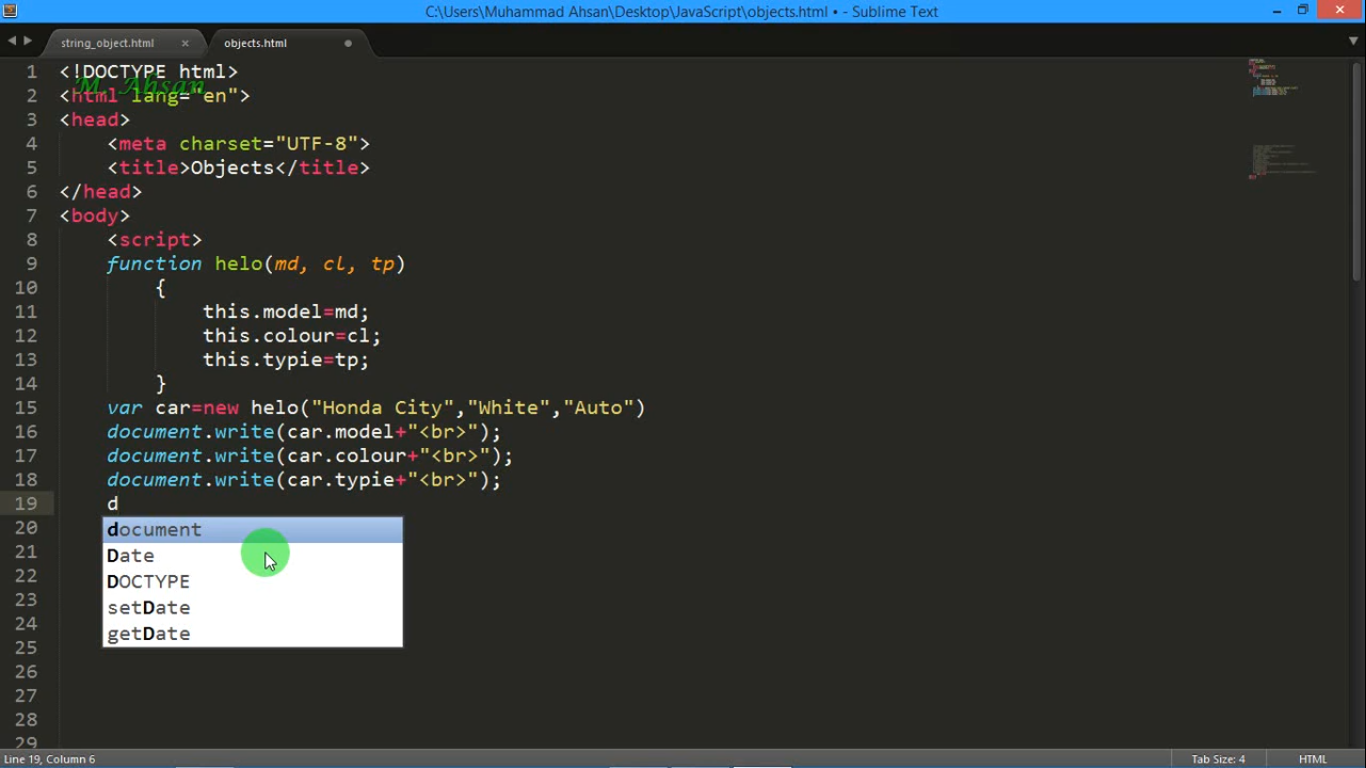 C:\Users\Muhammad Ahsan\Desktop\JavaScript\objects.html • - Sublime Text
string_object.html × objects.html
1 <!DOCTYPE html>
M. Ahsan
2 <html lang="en">
3 <head>
4 <meta charset="UTF-8">
5 <title>Objects</title>
6 </head>
7 <body>
8 <script>
9 function helo(md, cl, tp)
10 {
11 this.model=md;
12 this.colour=cl;
13 this.typie=tp;
14 }
15 var car=new helo("Honda City","White","Auto")
16 document.write(car.model+"<br>");
17 document.write(car.colour+"<br>");
18 document.write(car.typie+"<br>");
19 d
20 document
21 Date
22 DOCTYPE
23 setDate
24 getDate
25
26
27
28
29
Line 19, Column 6 Tab Size: 4 HTML